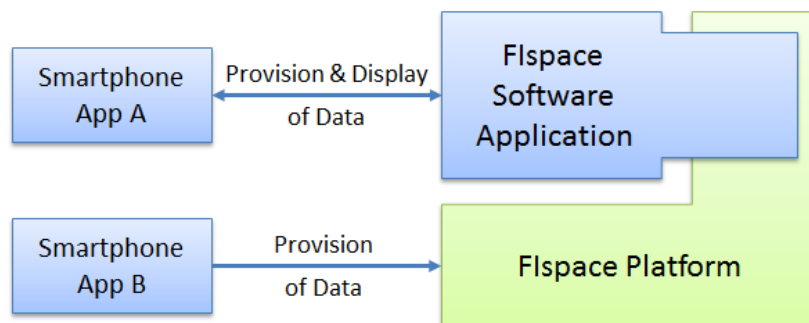 Smartphone
App A
Provision & Display
of Data
FIspace
Software
Application
Smartphone
App B
Provision
of Data
FIspace Platform